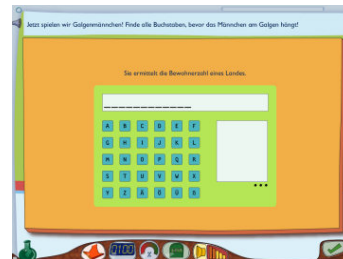 Jetzt spielen wir Galgenmännchen! Finde alle Buchstaben, bevor das Männchen am Galgen hängt!
Sie ermittelt die Bewohnerzahl eines Landes.
A B C D E F
G H I J K L
M N O P Q R
S T U V W X
Y Z Ä Ö Ü ß